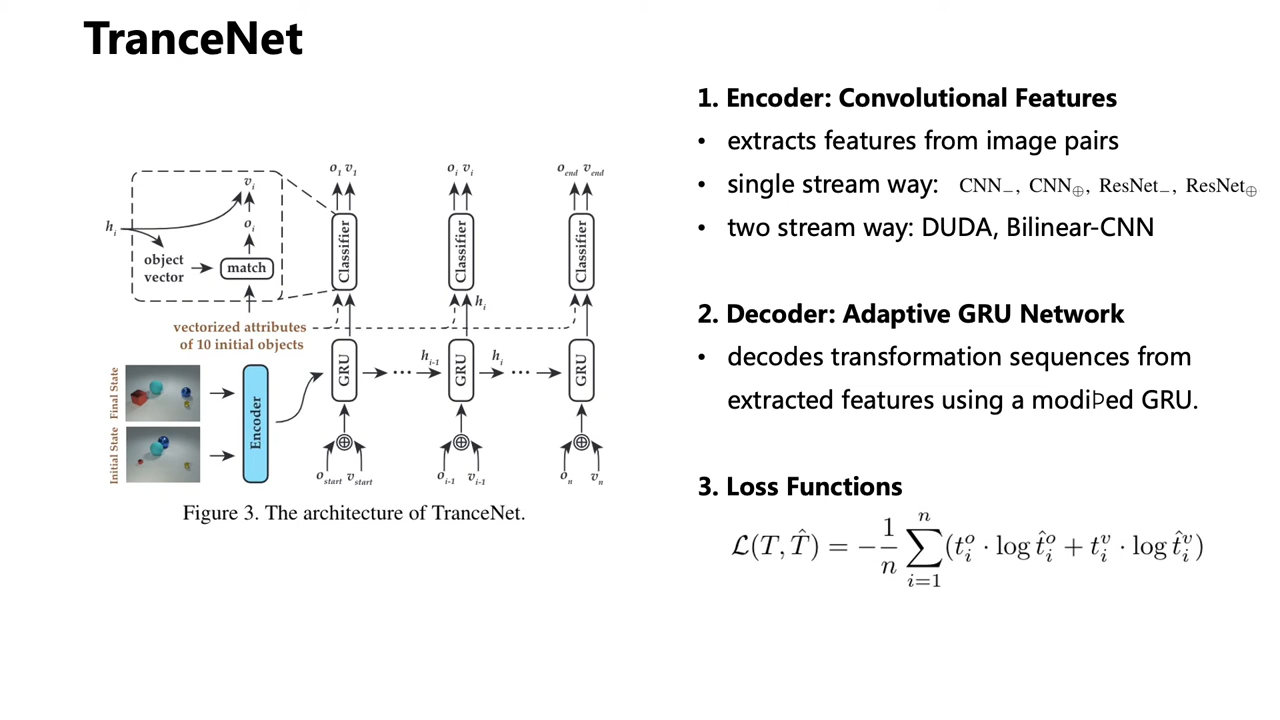 TranceNet
1. Encoder: Convolutional Features
• extracts features from image pairs
• single stream way: CNN₋, CNN⊕, ResNet₋, ResNet⊕
• two stream way: DUDA, Bilinear-CNN
2. Decoder: Adaptive GRU Network
• decodes transformation sequences from
extracted features using a modiÞed GRU.
3. Loss Functions
ℒ(T, T̂) = −1/n ∑_{i=1}^{n} (t_i^o · log t̂_i^o + t_i^v · log t̂_i^v)
o_1 v_1
o_i v_i
o_end v_end
v_i
h_i
o_i
object
vector
match
Classifier
Classifier
Classifier
h_i
vectorized attributes
of 10 initial objects
h_{i-1}
h_i
GRU
...
GRU
...
GRU
Final State
Initial State
Encoder
⊕
⊕
⊕
o_start v_start
o_{i-1} v_{i-1}
o_n v_n
Figure 3. The architecture of TranceNet.